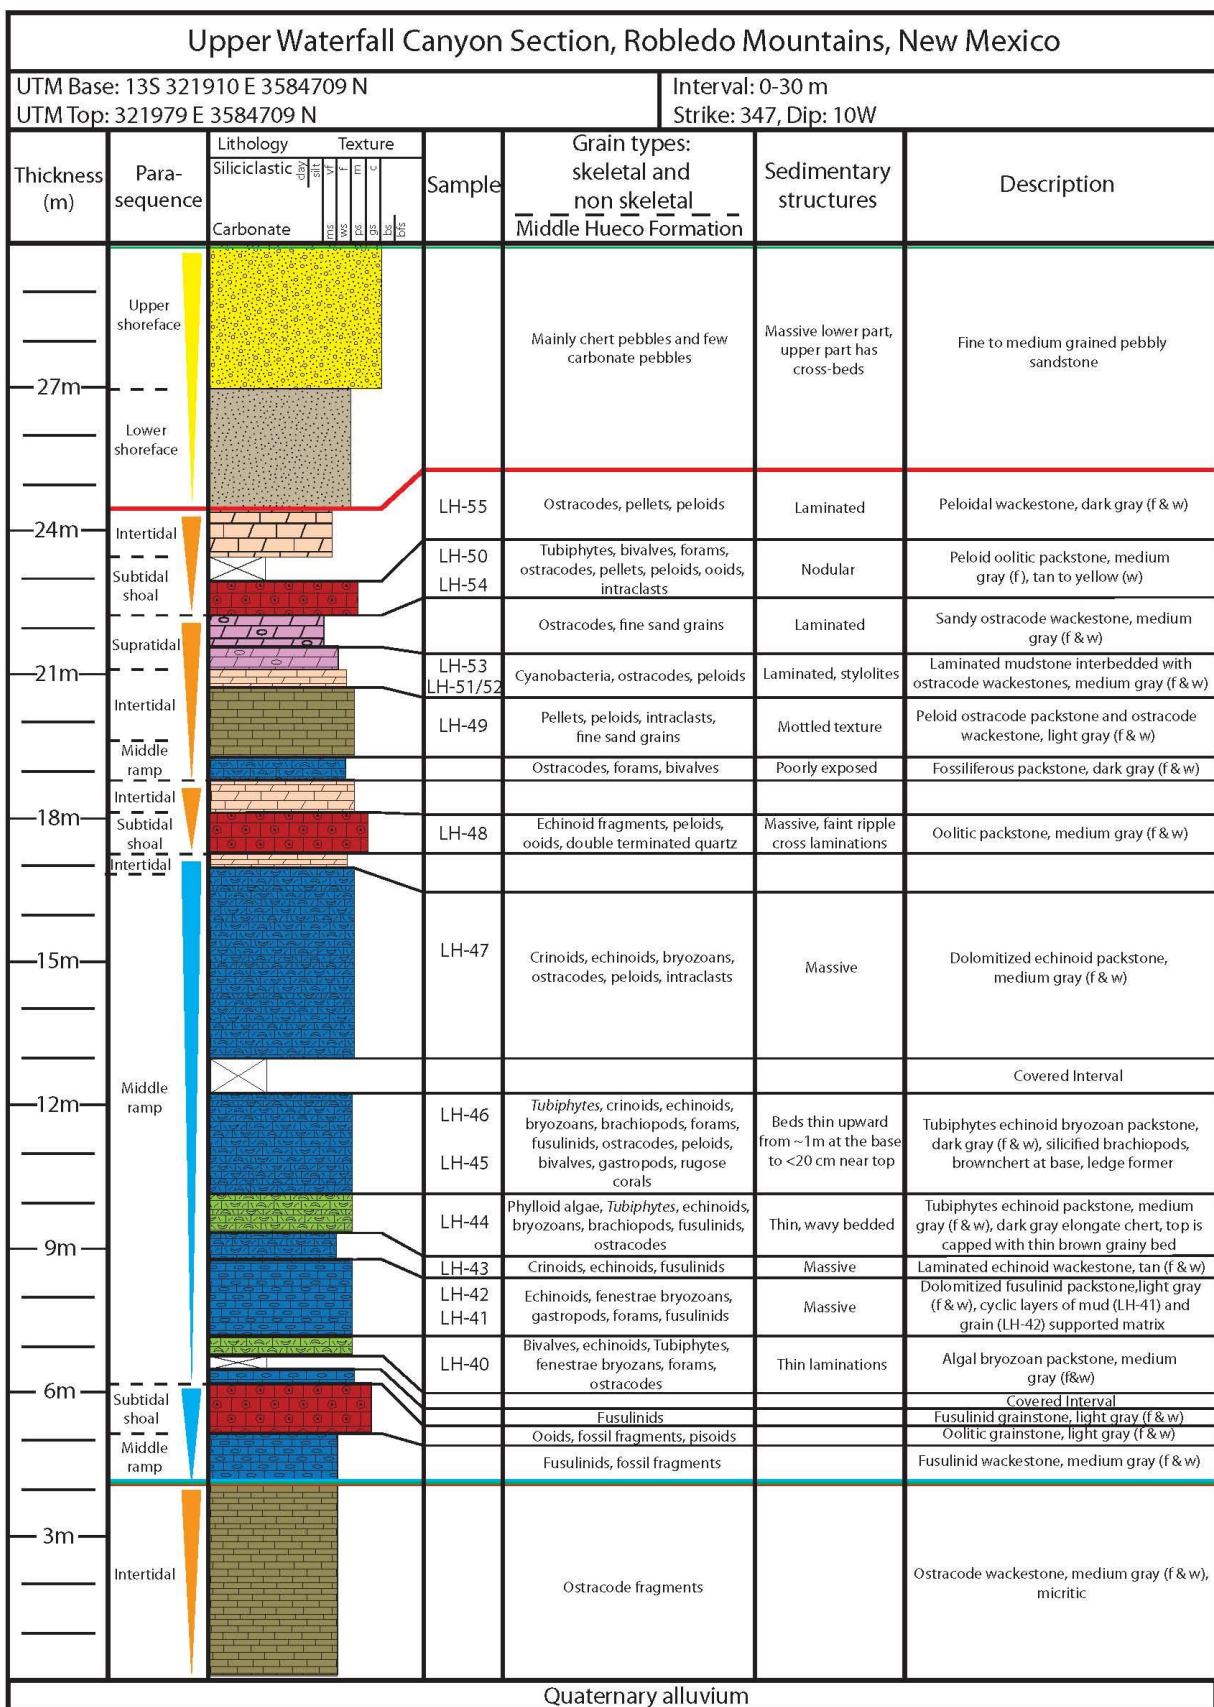 Upper Waterfall Canyon Section, Robledo Mountains, New Mexico
UTM Base: 13S 321910 E 3584709 N
UTM Top: 321979 E 3584709 N
Interval: 0-30 m
Strike: 347, Dip: 10W
Thickness
(m)
Para-
sequence
Lithology Texture
Siliciclastic clay silt vf f m c
Carbonate ms ws ps gs bs bfs
Sample
Grain types:
skeletal and
non skeletal
Middle Hueco Formation
Sedimentary
structures
Description
Upper
shoreface
Mainly chert pebbles and few
carbonate pebbles
Massive lower part,
upper part has
cross-beds
Fine to medium grained pebbly
sandstone
27m
Lower
shoreface
LH-55
Ostracodes, pellets, peloids
Laminated
Peloidal wackestone, dark gray (f & w)
24m
Intertidal
Subtidal
shoal
LH-50
LH-54
Tubiphytes, bivalves, forams,
ostracodes, pellets, peloids, ooids,
intraclasts
Nodular
Peloid oolitic packstone, medium
gray (f), tan to yellow (w)
Supratidal
Ostracodes, fine sand grains
Laminated
Sandy ostracode wackestone, medium
gray (f & w)
21m
LH-53
LH-51/52
Cyanobacteria, ostracodes, peloids
Laminated, stylolites
Laminated mudstone interbedded with
ostracode wackestones, medium gray (f & w)
Intertidal
LH-49
Pellets, peloids, intraclasts,
fine sand grains
Mottled texture
Peloid ostracode packstone and ostracode
wackestone, light gray (f & w)
Middle
ramp
Ostracodes, forams, bivalves
Poorly exposed
Fossiliferous packstone, dark gray (f & w)
Intertidal
18m
Subtidal
shoal
LH-48
Echinoid fragments, peloids,
ooids, double terminated quartz
Massive, faint ripple
cross laminations
Oolitic packstone, medium gray (f & w)
Intertidal
LH-47
15m
Crinoids, echinoids, bryozoans,
ostracodes, peloids, intraclasts
Massive
Dolomitized echinoid packstone,
medium gray (f & w)
Covered Interval
Middle
ramp
12m
LH-46
LH-45
Tubiphytes, crinoids, echinoids,
bryozoans, brachiopods, forams,
fusulinids, ostracodes, peloids,
bivalves, gastropods, rugose
corals
Beds thin upward
from ~1m at the base
to <20 cm near top
Tubiphytes echinoid bryozoan packstone,
dark gray (f & w), silicified brachiopods,
brownchert at base, ledge former
LH-44
Phylloid algae, Tubiphytes, echinoids,
bryozoans, brachiopods, fusulinids,
ostracodes
Thin, wavy bedded
Tubiphytes echinoid packstone, medium
gray (f & w), dark gray elongate chert, top is
capped with thin brown grainy bed
9m
LH-43
Crinoids, echinoids, fusulinids
Massive
Laminated echinoid wackestone, tan (f & w)
LH-42
LH-41
Echinoids, fenestrae bryozoans,
gastropods, forams, fusulinids
Massive
Dolomitized fusulinid packstone,light gray
(f & w), cyclic layers of mud (LH-41) and
grain (LH-42) supported matrix
LH-40
Bivalves, echinoids, Tubiphytes,
fenestrae bryozans, forams,
ostracodes
Thin laminations
Algal bryozoan packstone, medium
gray (f&w)
6m
Covered Interval
Subtidal
shoal
Fusulinids
Fusulinid grainstone, light gray (f & w)
Ooids, fossil fragments, pisoids
Oolitic grainstone, light gray (f & w)
Middle
ramp
Fusulinids, fossil fragments
Fusulinid wackestone, medium gray (f & w)
3m
Intertidal
Ostracode fragments
Ostracode wackestone, medium gray (f & w),
micritic
Quaternary alluvium